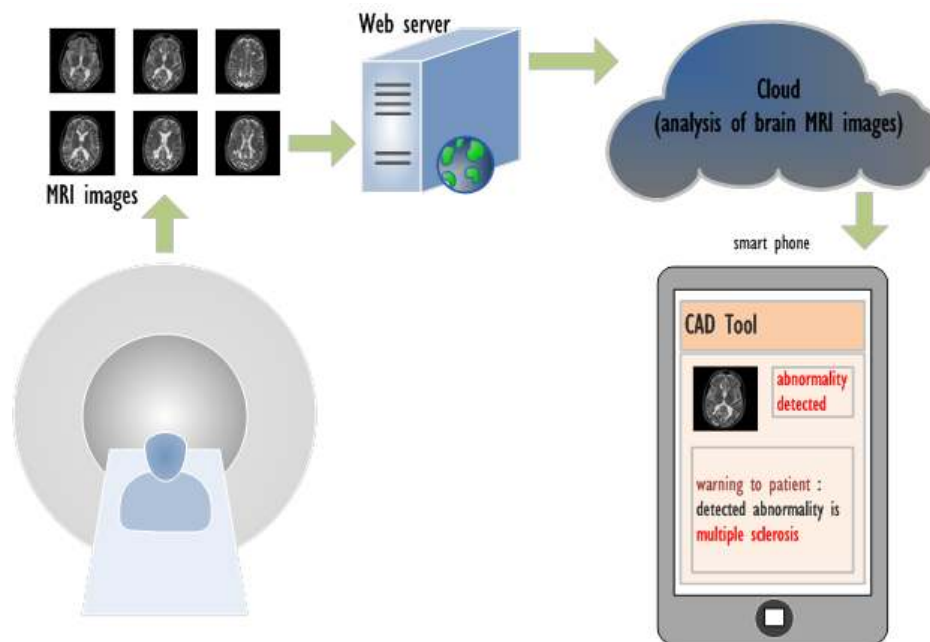 Web server
Cloud
(analysis of brain MRI images)
MRI images
smart phone
CAD Tool
abnormality
detected
warning to patient :
detected abnormality is
multiple sclerosis